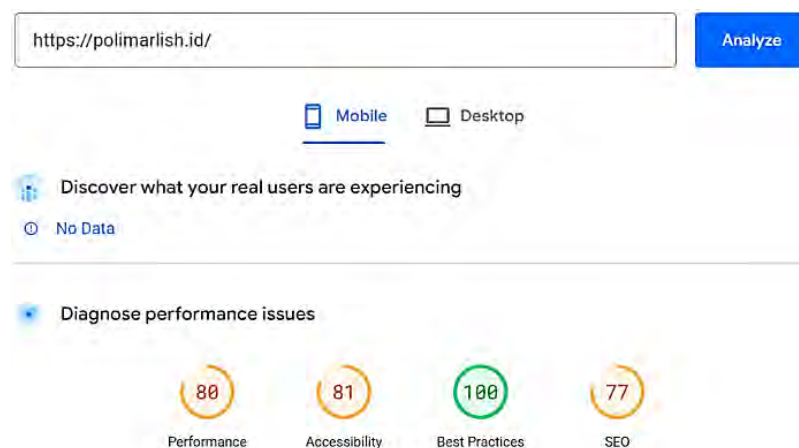 https://polimarlish.id/
Analyze
Mobile
Desktop
Discover what your real users are experiencing
No Data
Diagnose performance issues
80
81
100
77
Performance
Accessibility
Best Practices
SEO